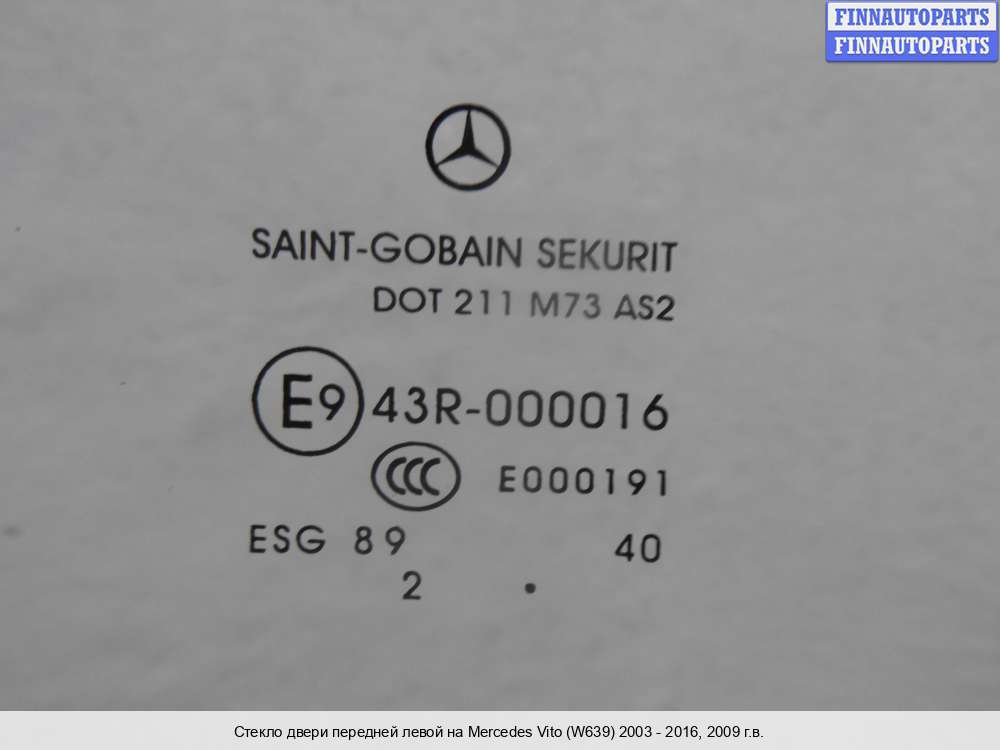 FINNAUTOPARTS
FINNAUTOPARTS
SAINT-GOBAIN SEKURIT
DOT 211 M73 AS2
E9 43R-000016
CCC E000191
ESG 89 40
2 .
Стекло двери передней левой на Mercedes Vito (W639) 2003 - 2016, 2009 г.в.